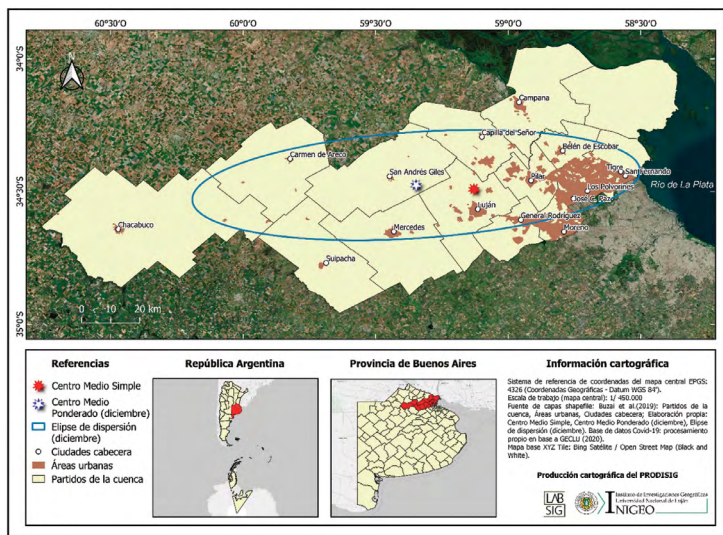 60°30'S
60°00'S
59°30'S
59°00'S
58°30'S
34°0'S
34°30'S
35°0'S
N
Campana
Capilla del Señor
Carmen de Areco
Belén de Escobar
San Andrés Giles
Tigre
San Fernando
Pilar
Los Polvorines
Río de La Plata
José C. Paz
Luján
General Rodríguez
Chacabuco
Mercedes
Moreno
Suipacha
0 10 20 km
Referencias
Centro Medio Simple
Centro Medio
Ponderado (diciembre)
Elipse de dispersión
(diciembre)
Ciudades cabecera
Áreas urbanas
Partidos de la cuenca
República Argentina
Provincia de Buenos Aires
Información cartográfica
Sistema de referencia de coordenadas del mapa central EPGS:
4326 (Coordenadas Geográficas - Datum WGS 84').
Escala de trabajo (mapa central): 1/ 450.000
Fuente de capas shapefile: Buzai et al.(2019): Partidos de la
cuenca, Áreas urbanas, Ciudades cabecera; Elaboración propia:
Centro Medio Simple, Centro Medio Ponderado (diciembre), Elipse
de dispersión (diciembre). Base de datos Covid-19: procesamiento
propio en base a GECLU (2020).
Mapa base XYZ Tile: Bing Satélite / Open Street Map (Black and
White).
Producción cartográfica del PRODISIG
LAB
SIG
Instituto de Investigaciones Geográficas
Universidad Nacional de Luján
INIGEO